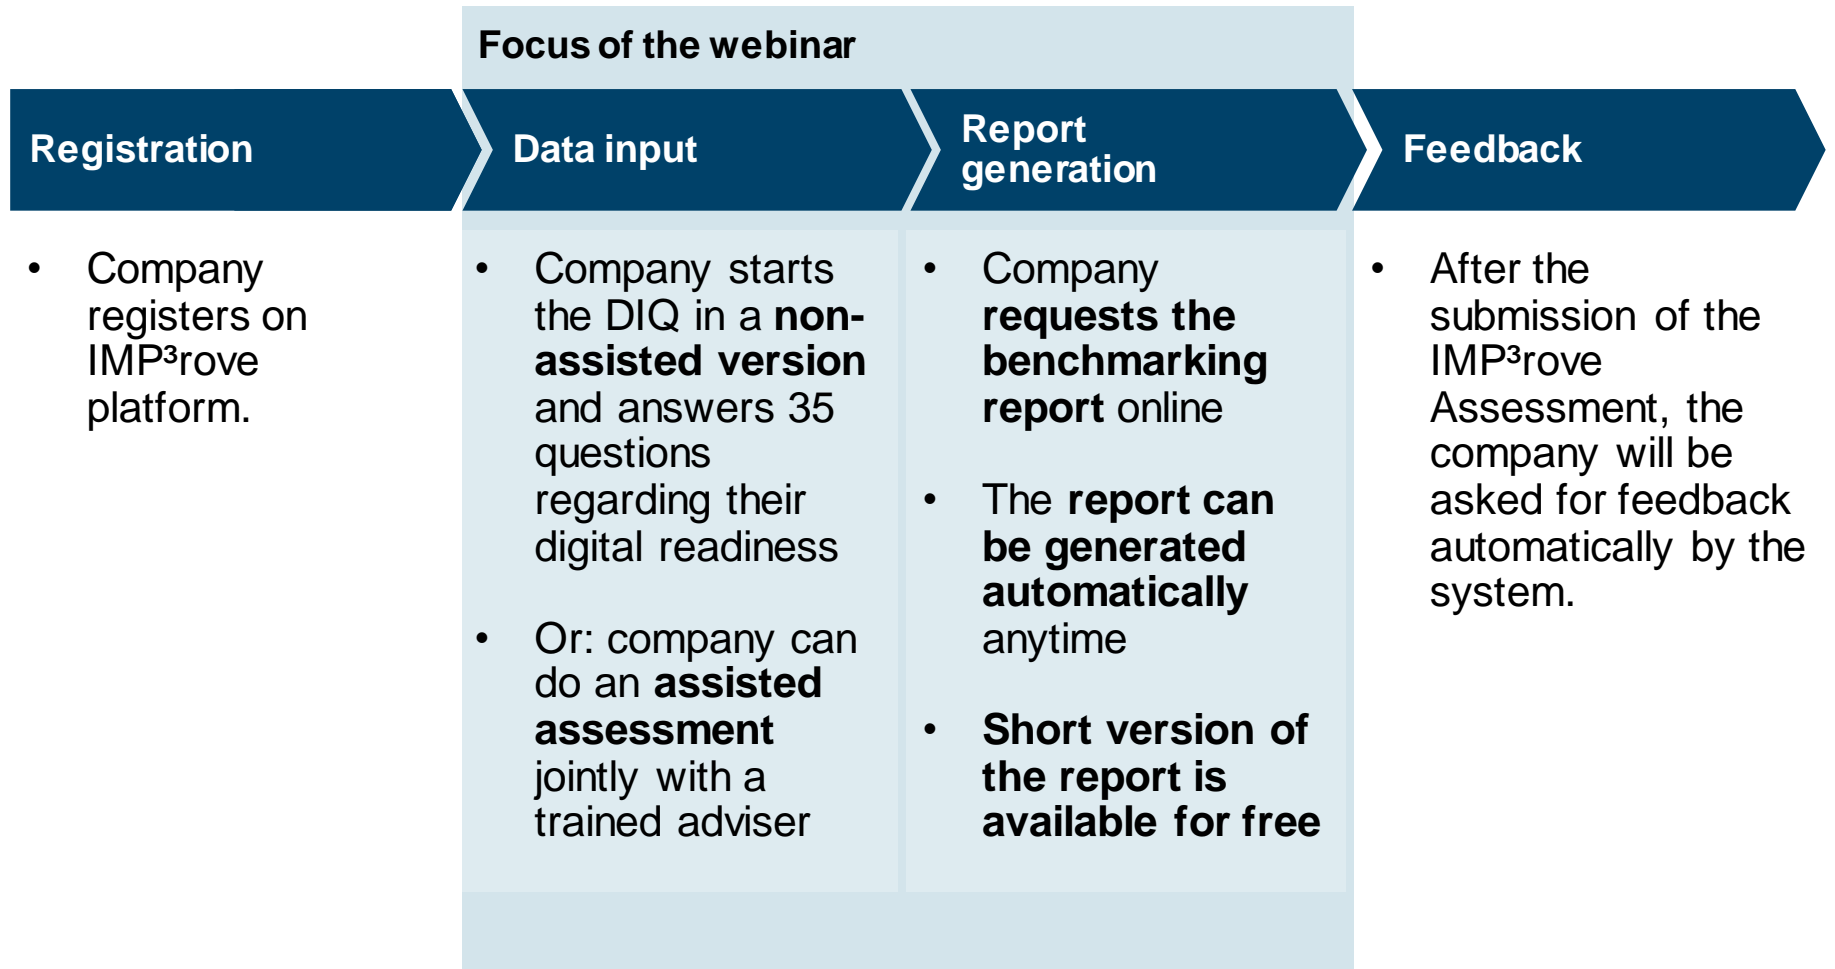 Focus of the webinar
Registration
Data input
Report
generation
Feedback
• Company
registers on
IMP³rove
platform.
• Company starts
the DIQ in a non-
assisted version
and answers 35
questions
regarding their
digital readiness
• Or: company can
do an assisted
assessment
jointly with a
trained adviser
• Company
requests the
benchmarking
report online
• The report can
be generated
automatically
anytime
• Short version of
the report is
available for free
• After the
submission of the
IMP³rove
Assessment, the
company will be
asked for feedback
automatically by the
system.